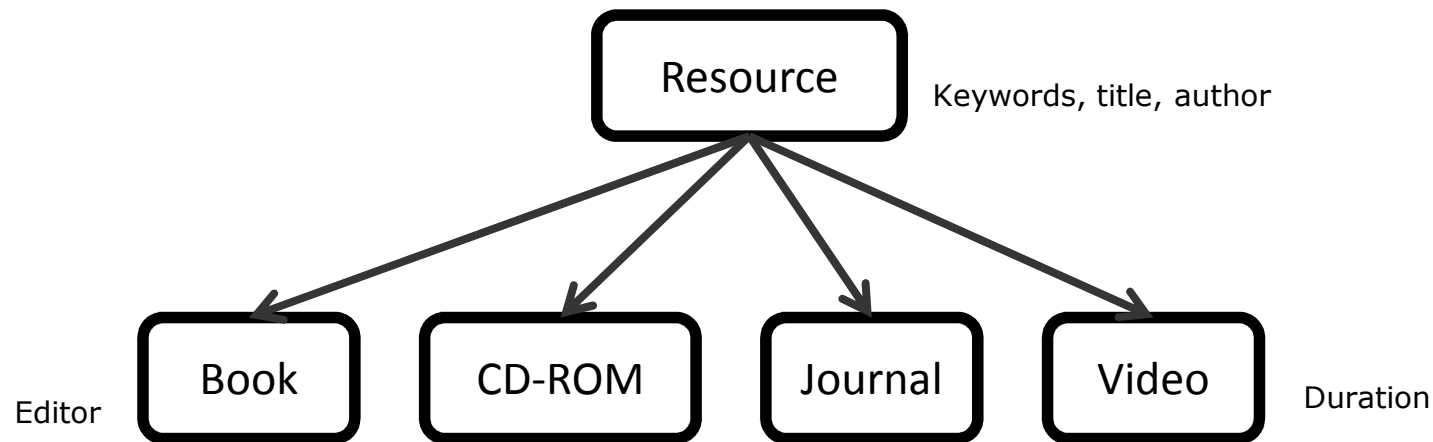 Resource
Keywords, title, author
Book
CD-ROM
Journal
Video
Editor
Duration